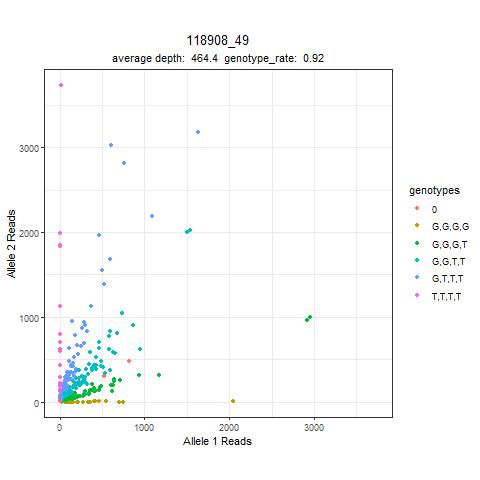 118908_49
average depth:  464.4  genotype_rate:  0.92
Allele 2 Reads
3000
2000
1000
0
0
1000
2000
3000
Allele 1 Reads
genotypes
0
G,G,G,G
G,G,G,T
G,G,T,T
G,T,T,T
T,T,T,T